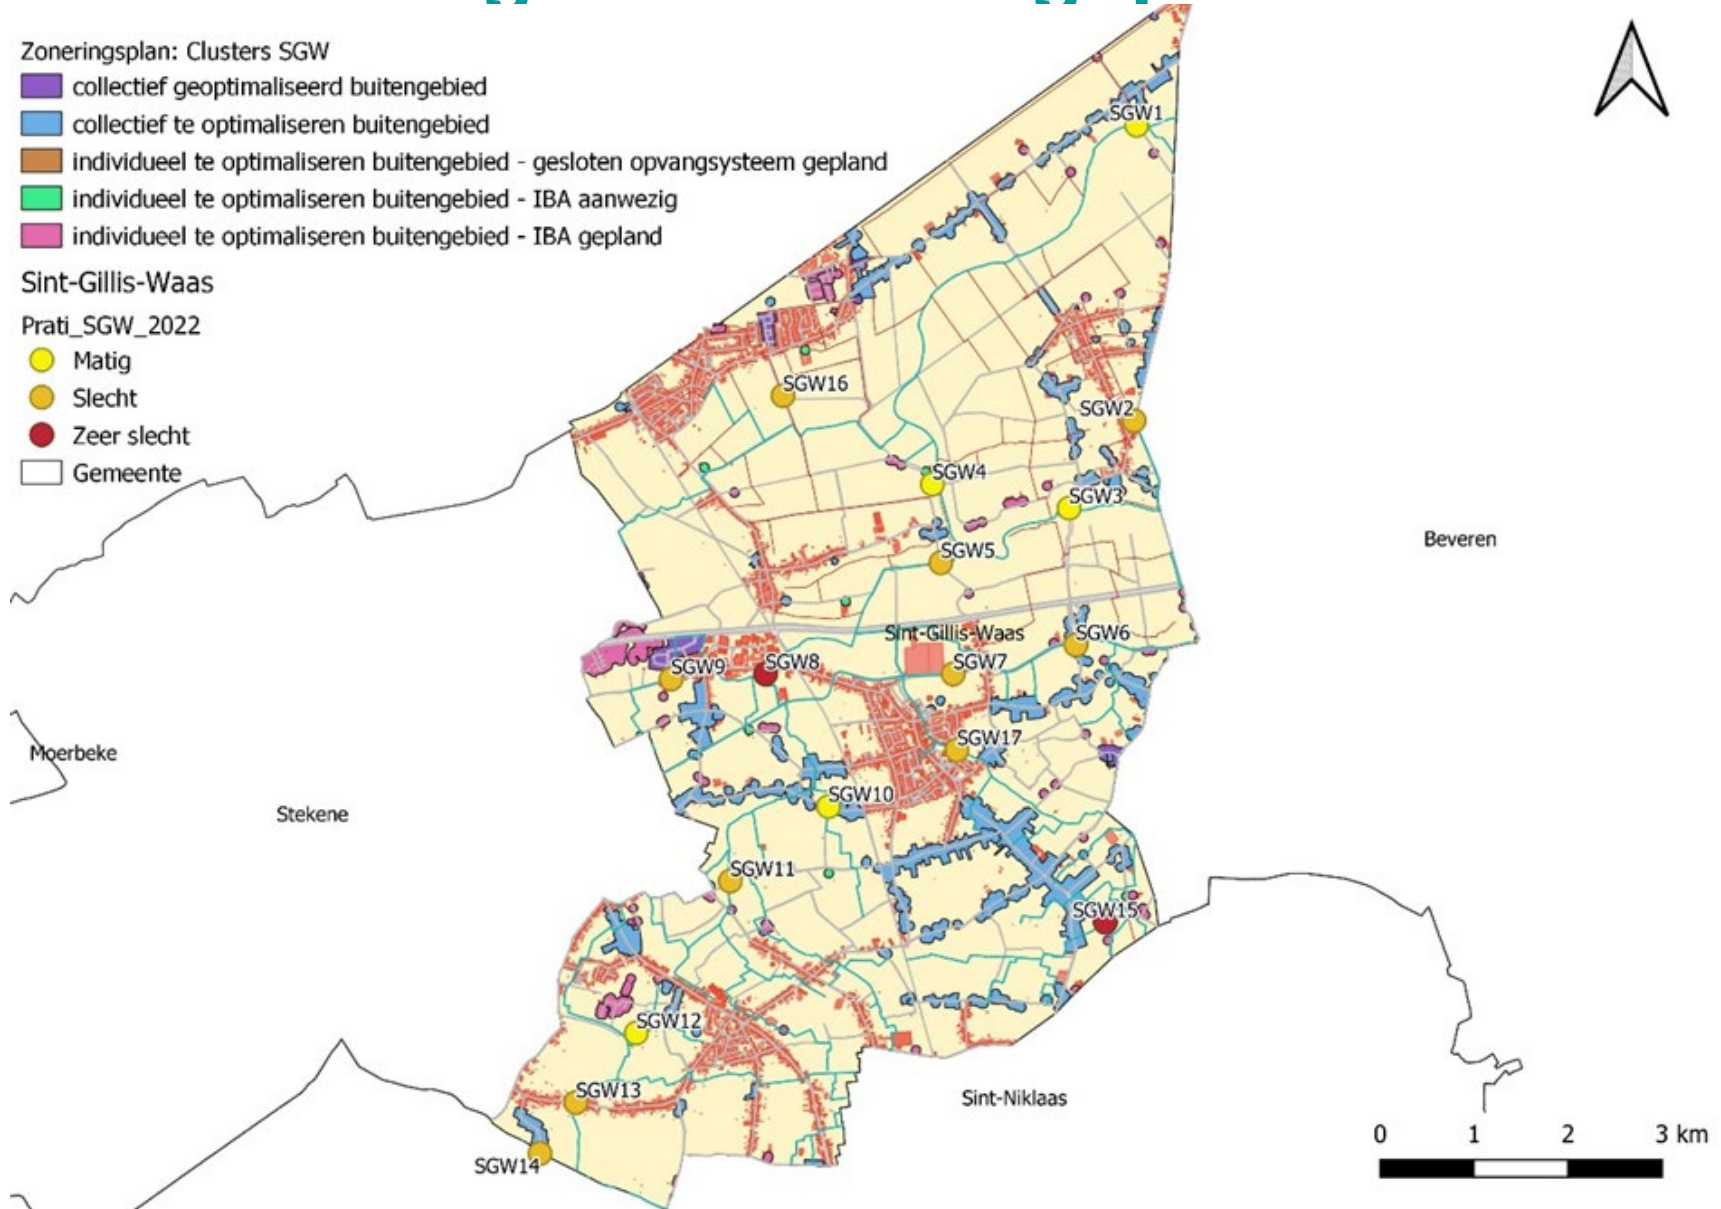 Zoneringsplan: Clusters SGW
collectief geoptimaliseerd buitengebied
collectief te optimaliseren buitengebied
individueel te optimaliseren buitengebied - gesloten opvangsysteem gepland
individueel te optimaliseren buitengebied - IBA aanwezig
individueel te optimaliseren buitengebied - IBA gepland
Sint-Gillis-Waas
Prati_SGW_2022
Matig
Slecht
Zeer slecht
Gemeente
SGW1
SGW16
SGW2
SGW4
SGW3
SGW5
Beveren
Sint-Gillis-Waas
SGW6
SGW9
SGW8
SGW7
SGW17
Moerbeke
SGW10
Stekene
SGW11
SGW15
SGW12
SGW13
Sint-Niklaas
SGW14
0 1 2 3 km